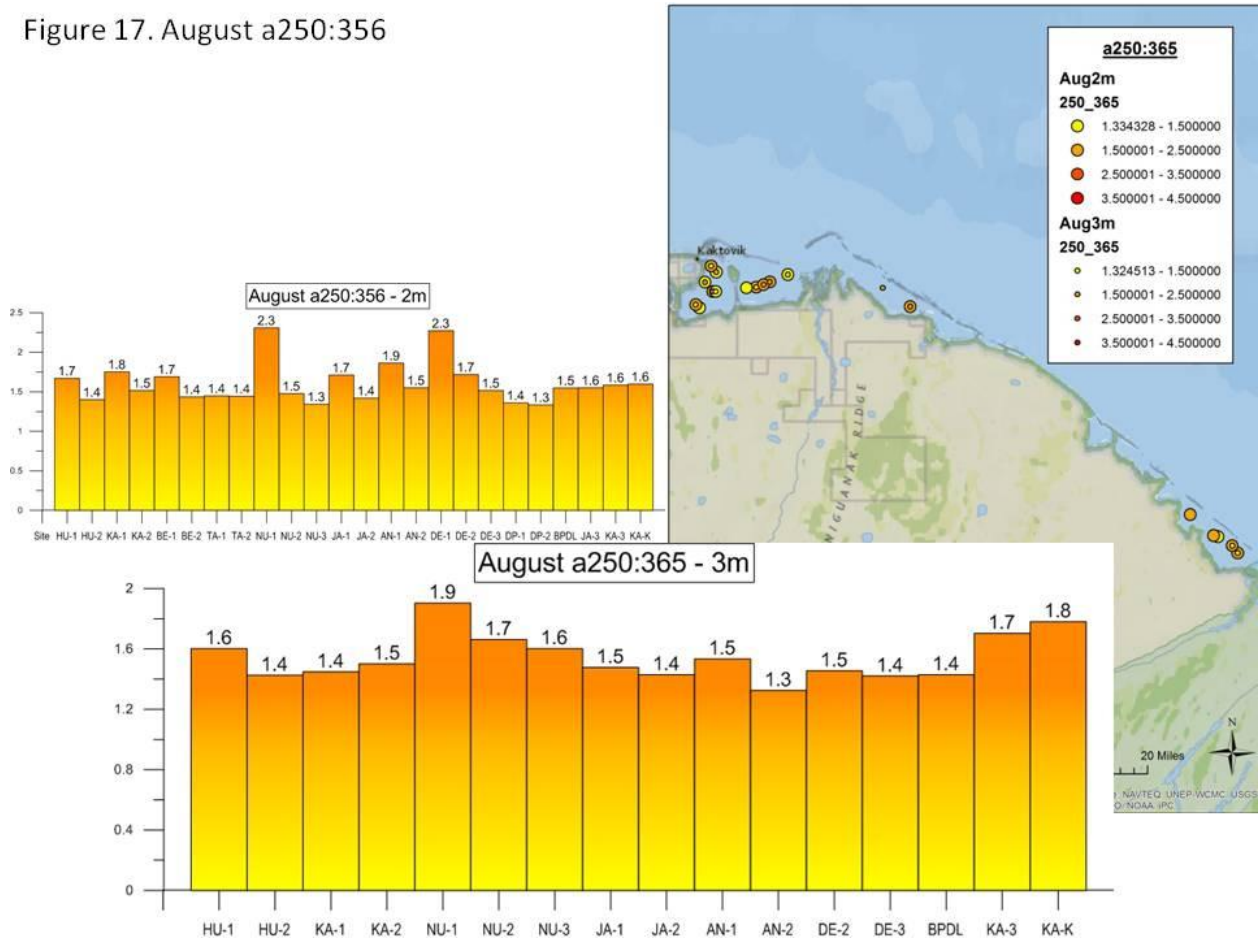 Figure 17. August a250:356
a250:365
Aug2m
250_365
1.334328 - 1.500000
1.500001 - 2.500000
2.500001 - 3.500000
3.500001 - 4.500000
Aug3m
250_365
1.324513 - 1.500000
1.500001 - 2.500000
2.500001 - 3.500000
3.500001 - 4.500000
Kaktovik
NIGUANAK RIDGE
N
20 Miles
NAVTEQ, UNEP-WCMC, USGS
NOAA, iPC
August a250:356 - 2m
2.5
2
1.5
1
0.5
0
1.7 1.4 1.8 1.5 1.7 1.4 1.4 1.4 2.3 1.5 1.3 1.7 1.4 1.9 1.5 2.3 1.7 1.5 1.4 1.3 1.5 1.6 1.6 1.6
Site HU-1 HU-2 KA-1 KA-2 BE-1 BE-2 TA-1 TA-2 NU-1 NU-2 NU-3 JA-1 JA-2 AN-1 AN-2 DE-1 DE-2 DE-3 DP-1 DP-2 BPDL JA-3 KA-3 KA-K
August a250:365 - 3m
2
1.6
1.2
0.8
0.4
0
1.6 1.4 1.4 1.5 1.9 1.7 1.6 1.5 1.4 1.5 1.3 1.5 1.4 1.4 1.7 1.8
HU-1 HU-2 KA-1 KA-2 NU-1 NU-2 NU-3 JA-1 JA-2 AN-1 AN-2 DE-2 DE-3 BPDL KA-3 KA-K